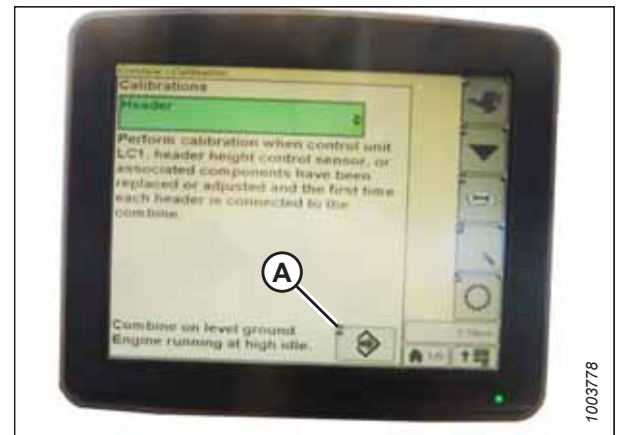 Combine - Calibration
Calibrations
Header
Perform calibration when control unit
LC1, header height control sensor, or
associated components have been
replaced or adjusted and the first time
each header is connected to the
combine.
A
Combine on level ground.
Engine running at high idle.
1003778